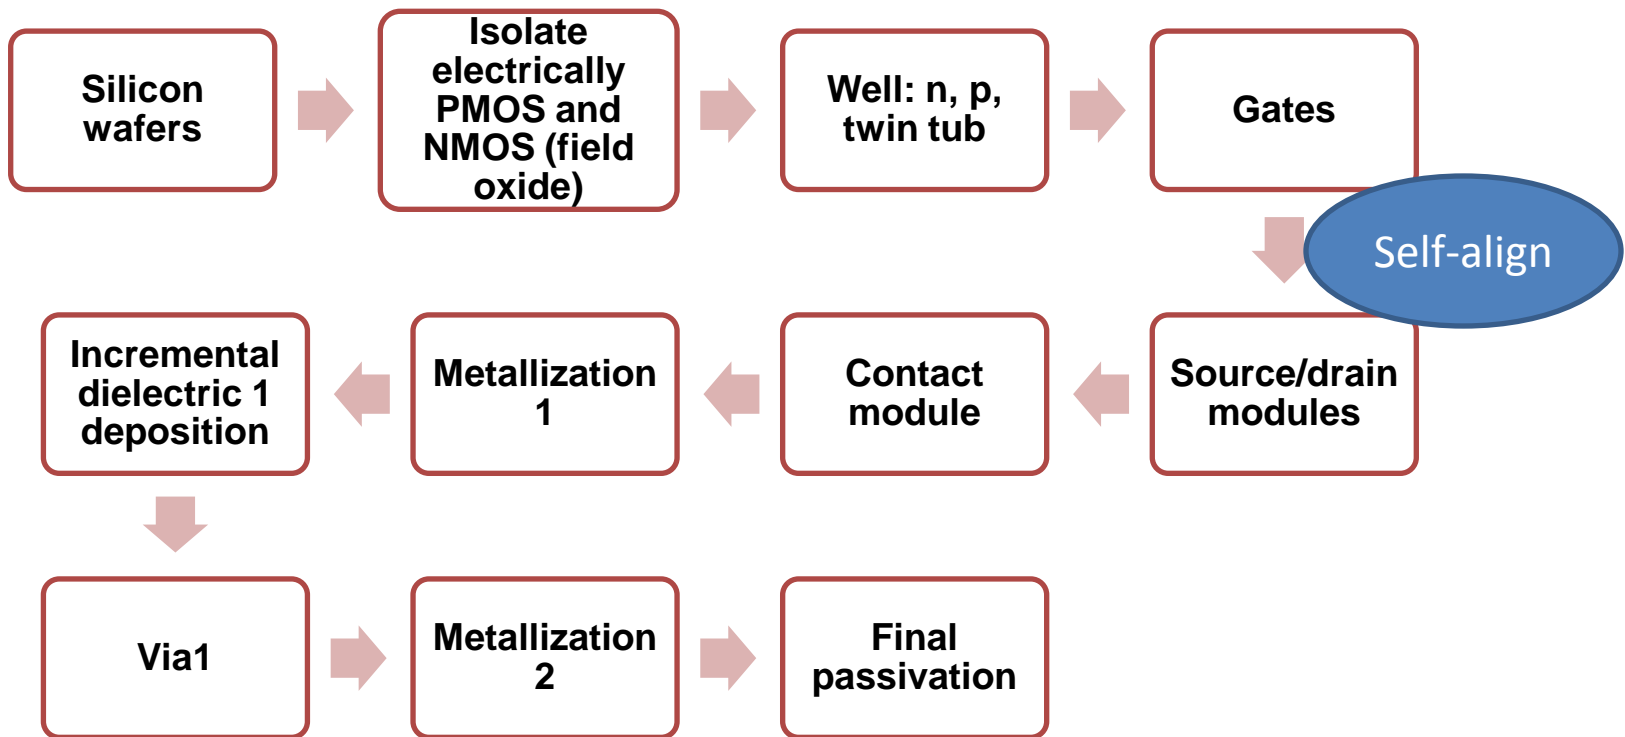 Silicon
wafers
Isolate
electrically
PMOS and
NMOS (field
oxide)
Well: n, p,
twin tub
Gates
Self-align
Source/drain
modules
Contact
module
Metallization
1
Incremental
dielectric 1
deposition
Via1
Metallization
2
Final
passivation